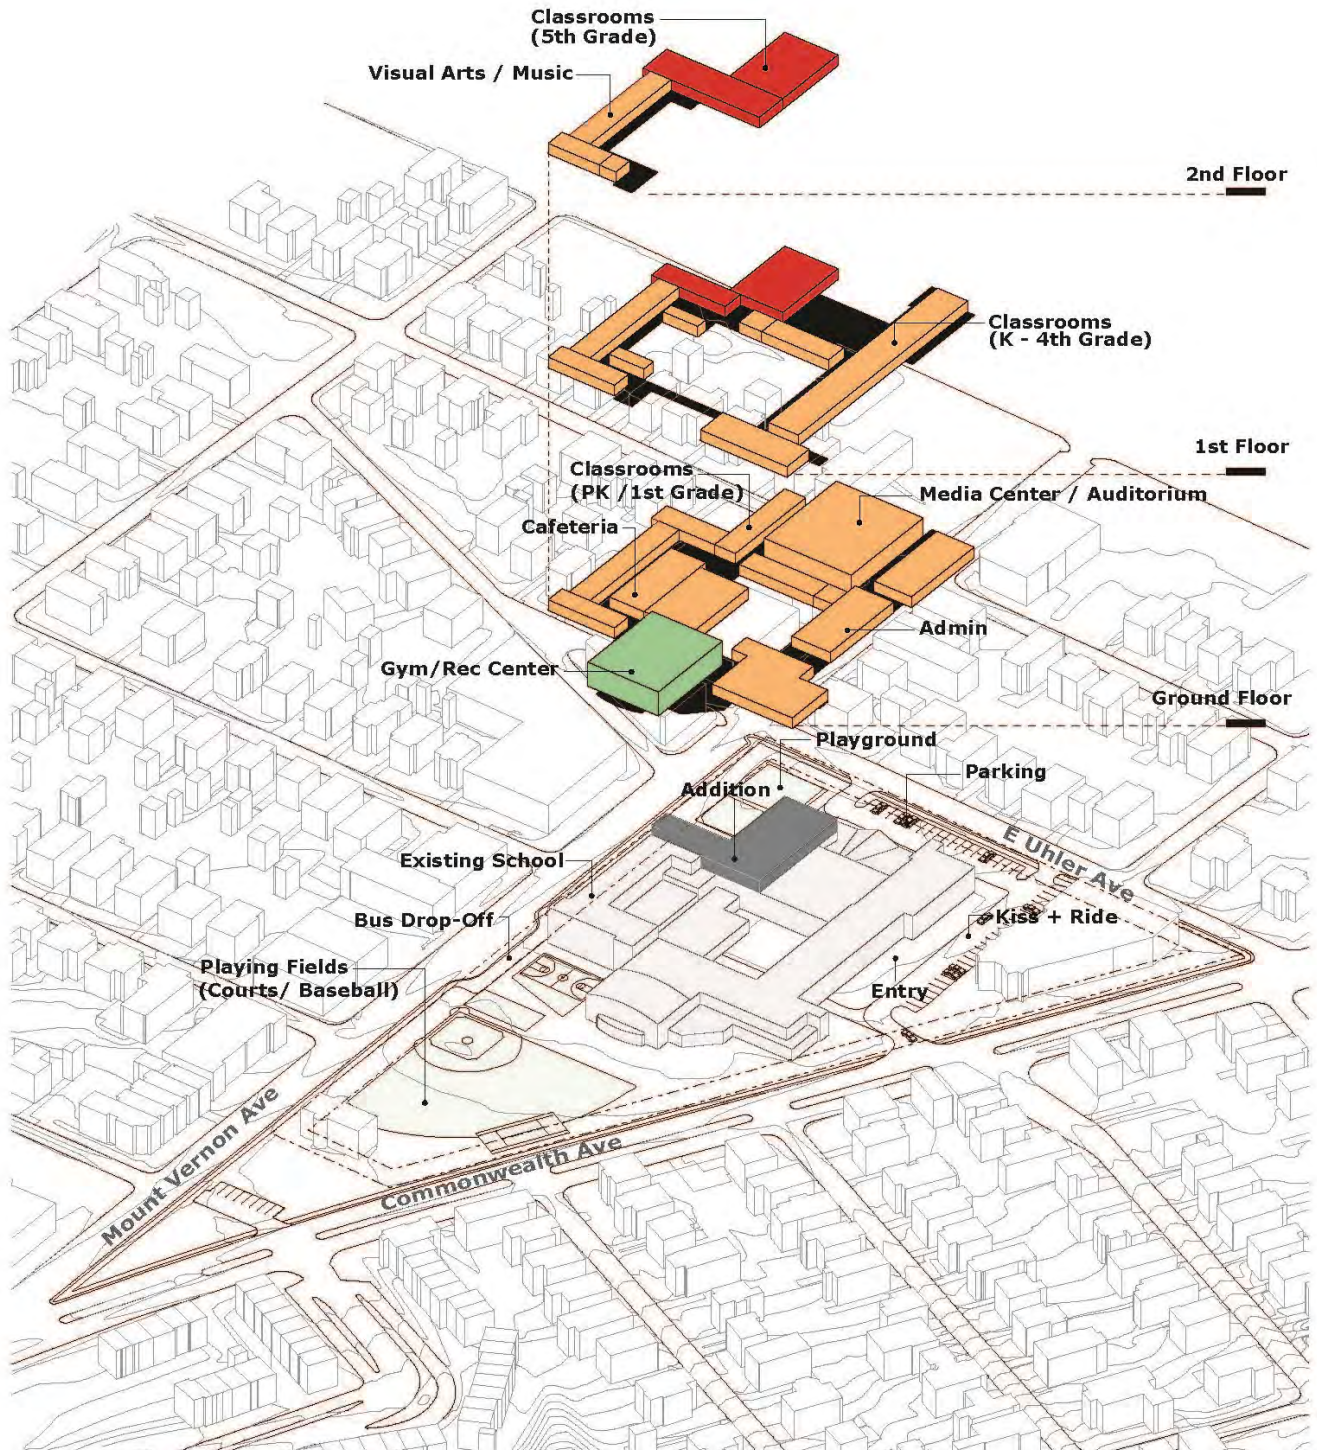 Classrooms
(5th Grade)
Visual Arts / Music
2nd Floor
Classrooms
(K - 4th Grade)
1st Floor
Classrooms
(PK /1st Grade)
Media Center / Auditorium
Cafeteria
Admin
Gym/Rec Center
Ground Floor
Playground
Parking
Addition
E Uhler Ave
Existing School
Bus Drop-Off
Kiss + Ride
Playing Fields
(Courts/ Baseball)
Entry
Mount Vernon Ave
Commonwealth Ave